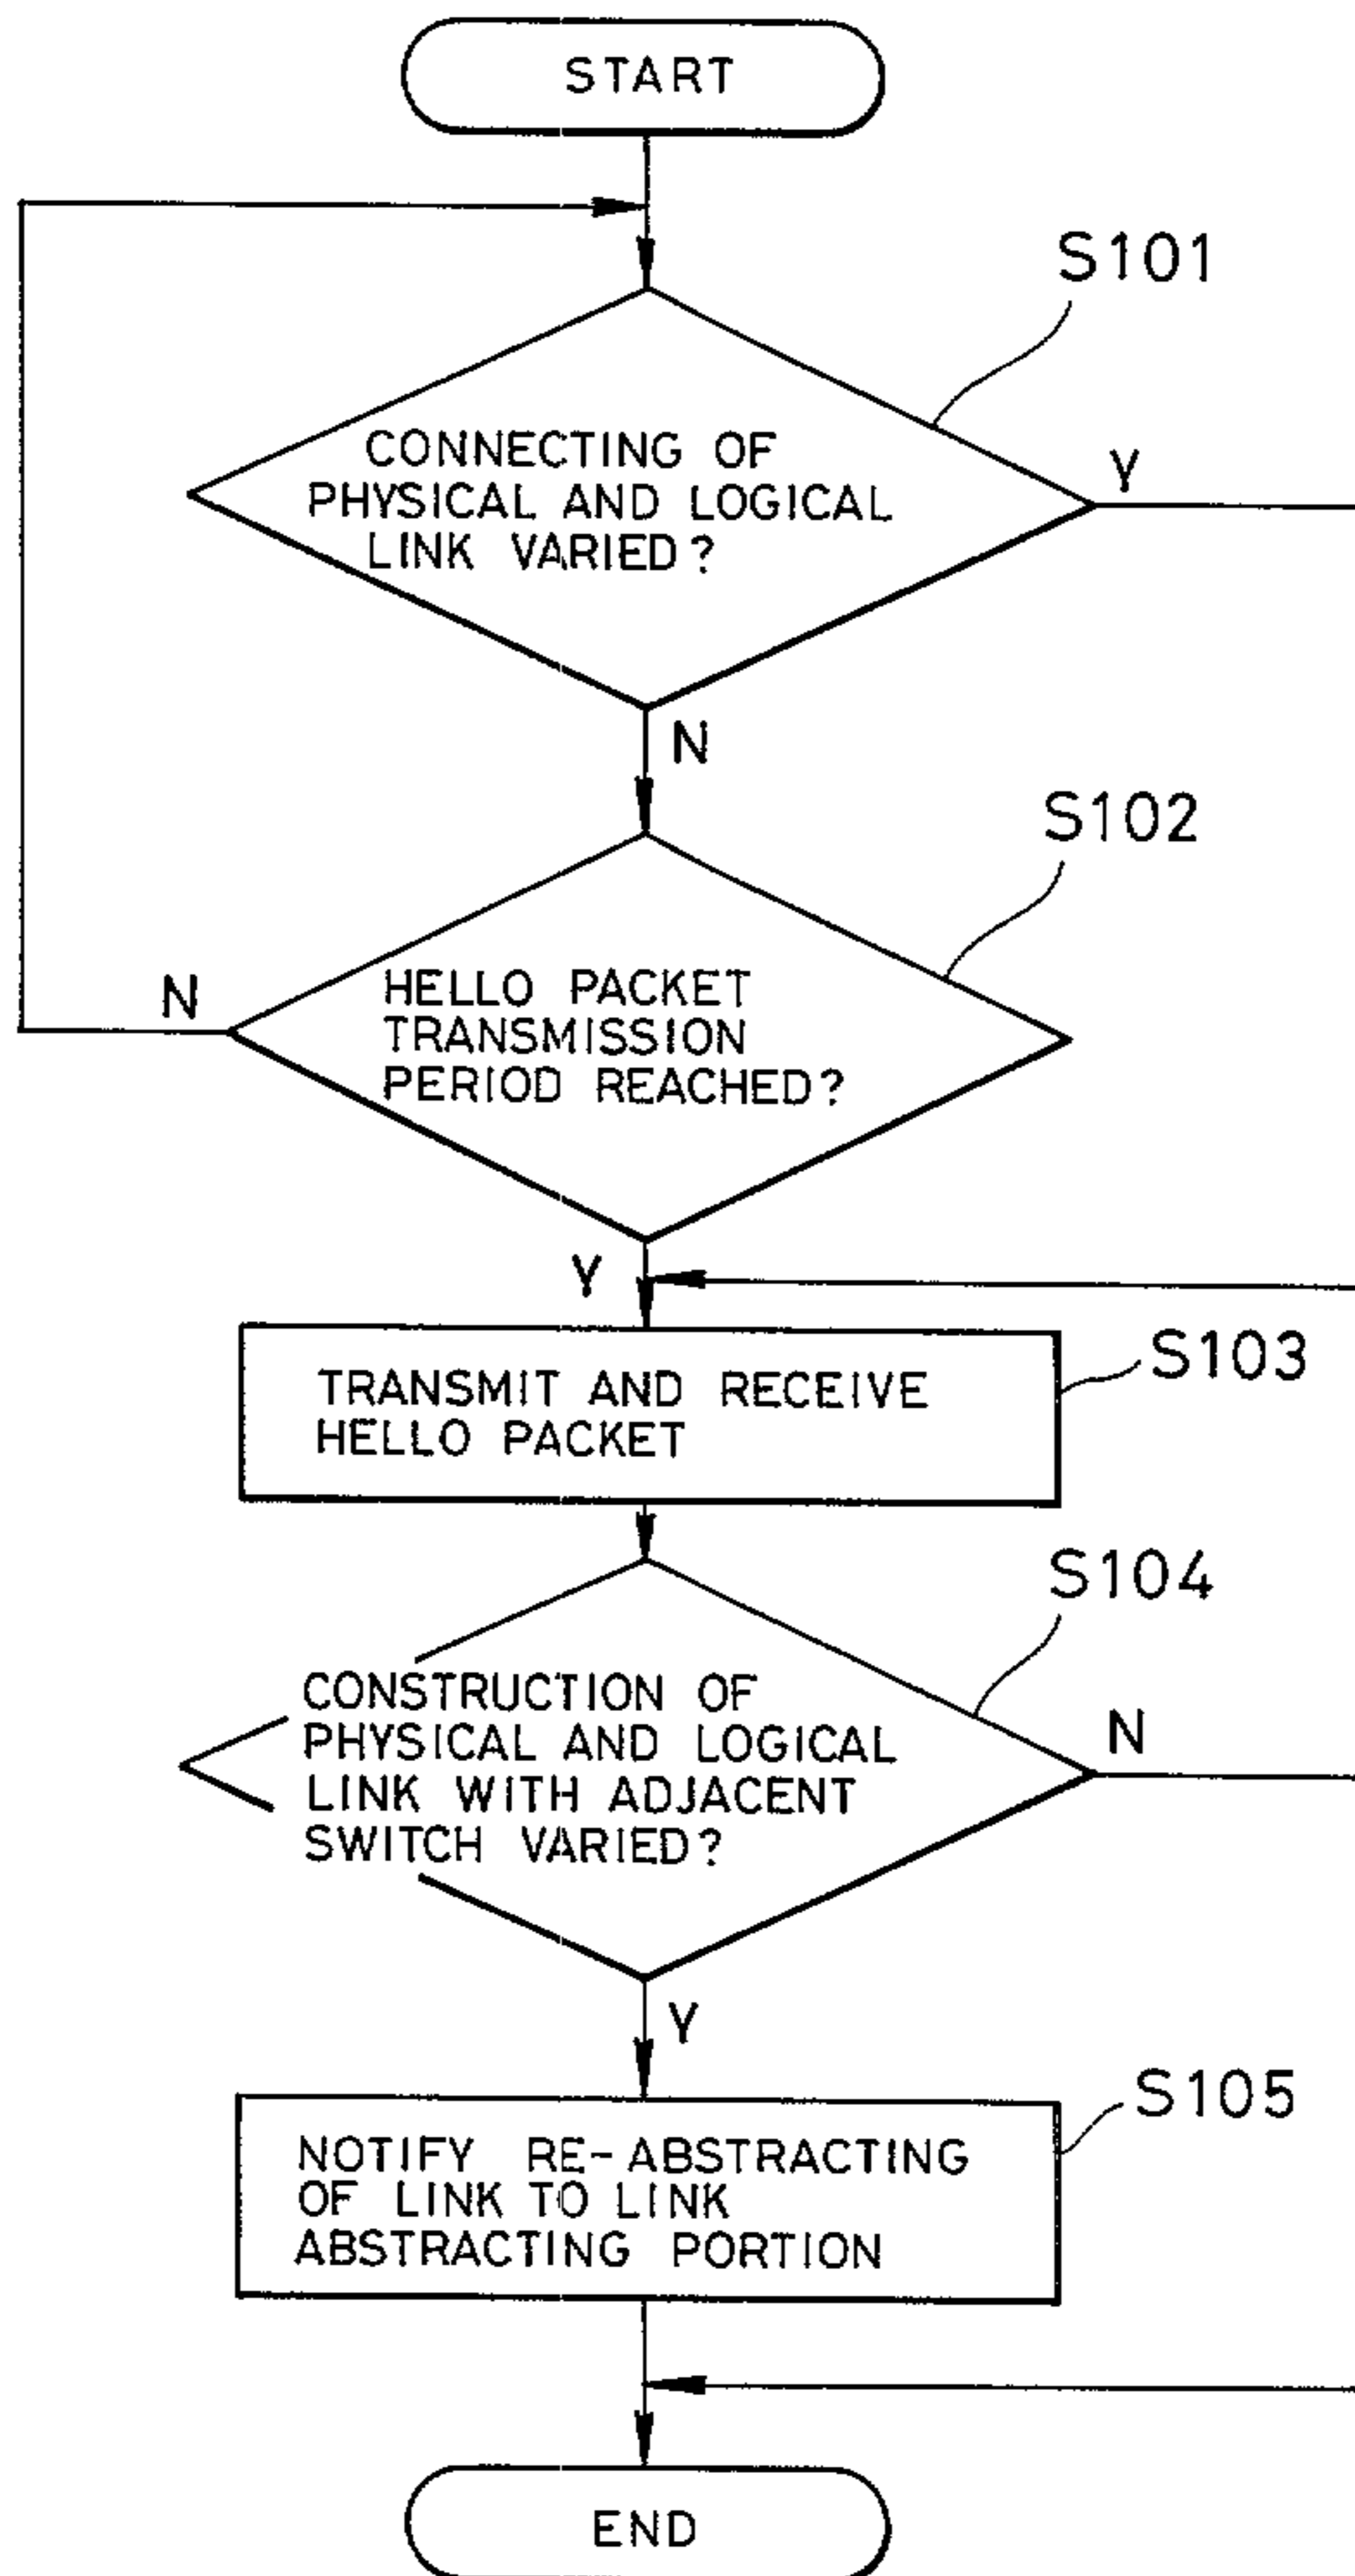 START
S101
CONNECTING OF
PHYSICAL AND LOGICAL
LINK VARIED?
Y
N
S102
HELLO PACKET
TRANSMISSION
PERIOD REACHED?
N
Y
S103
TRANSMIT AND RECEIVE
HELLO PACKET
S104
CONSTRUCTION OF
PHYSICAL AND LOGICAL
LINK WITH ADJACENT
SWITCH VARIED?
N
Y
S105
NOTIFY RE-ABSTRACTING
OF LINK TO LINK
ABSTRACTING PORTION
END